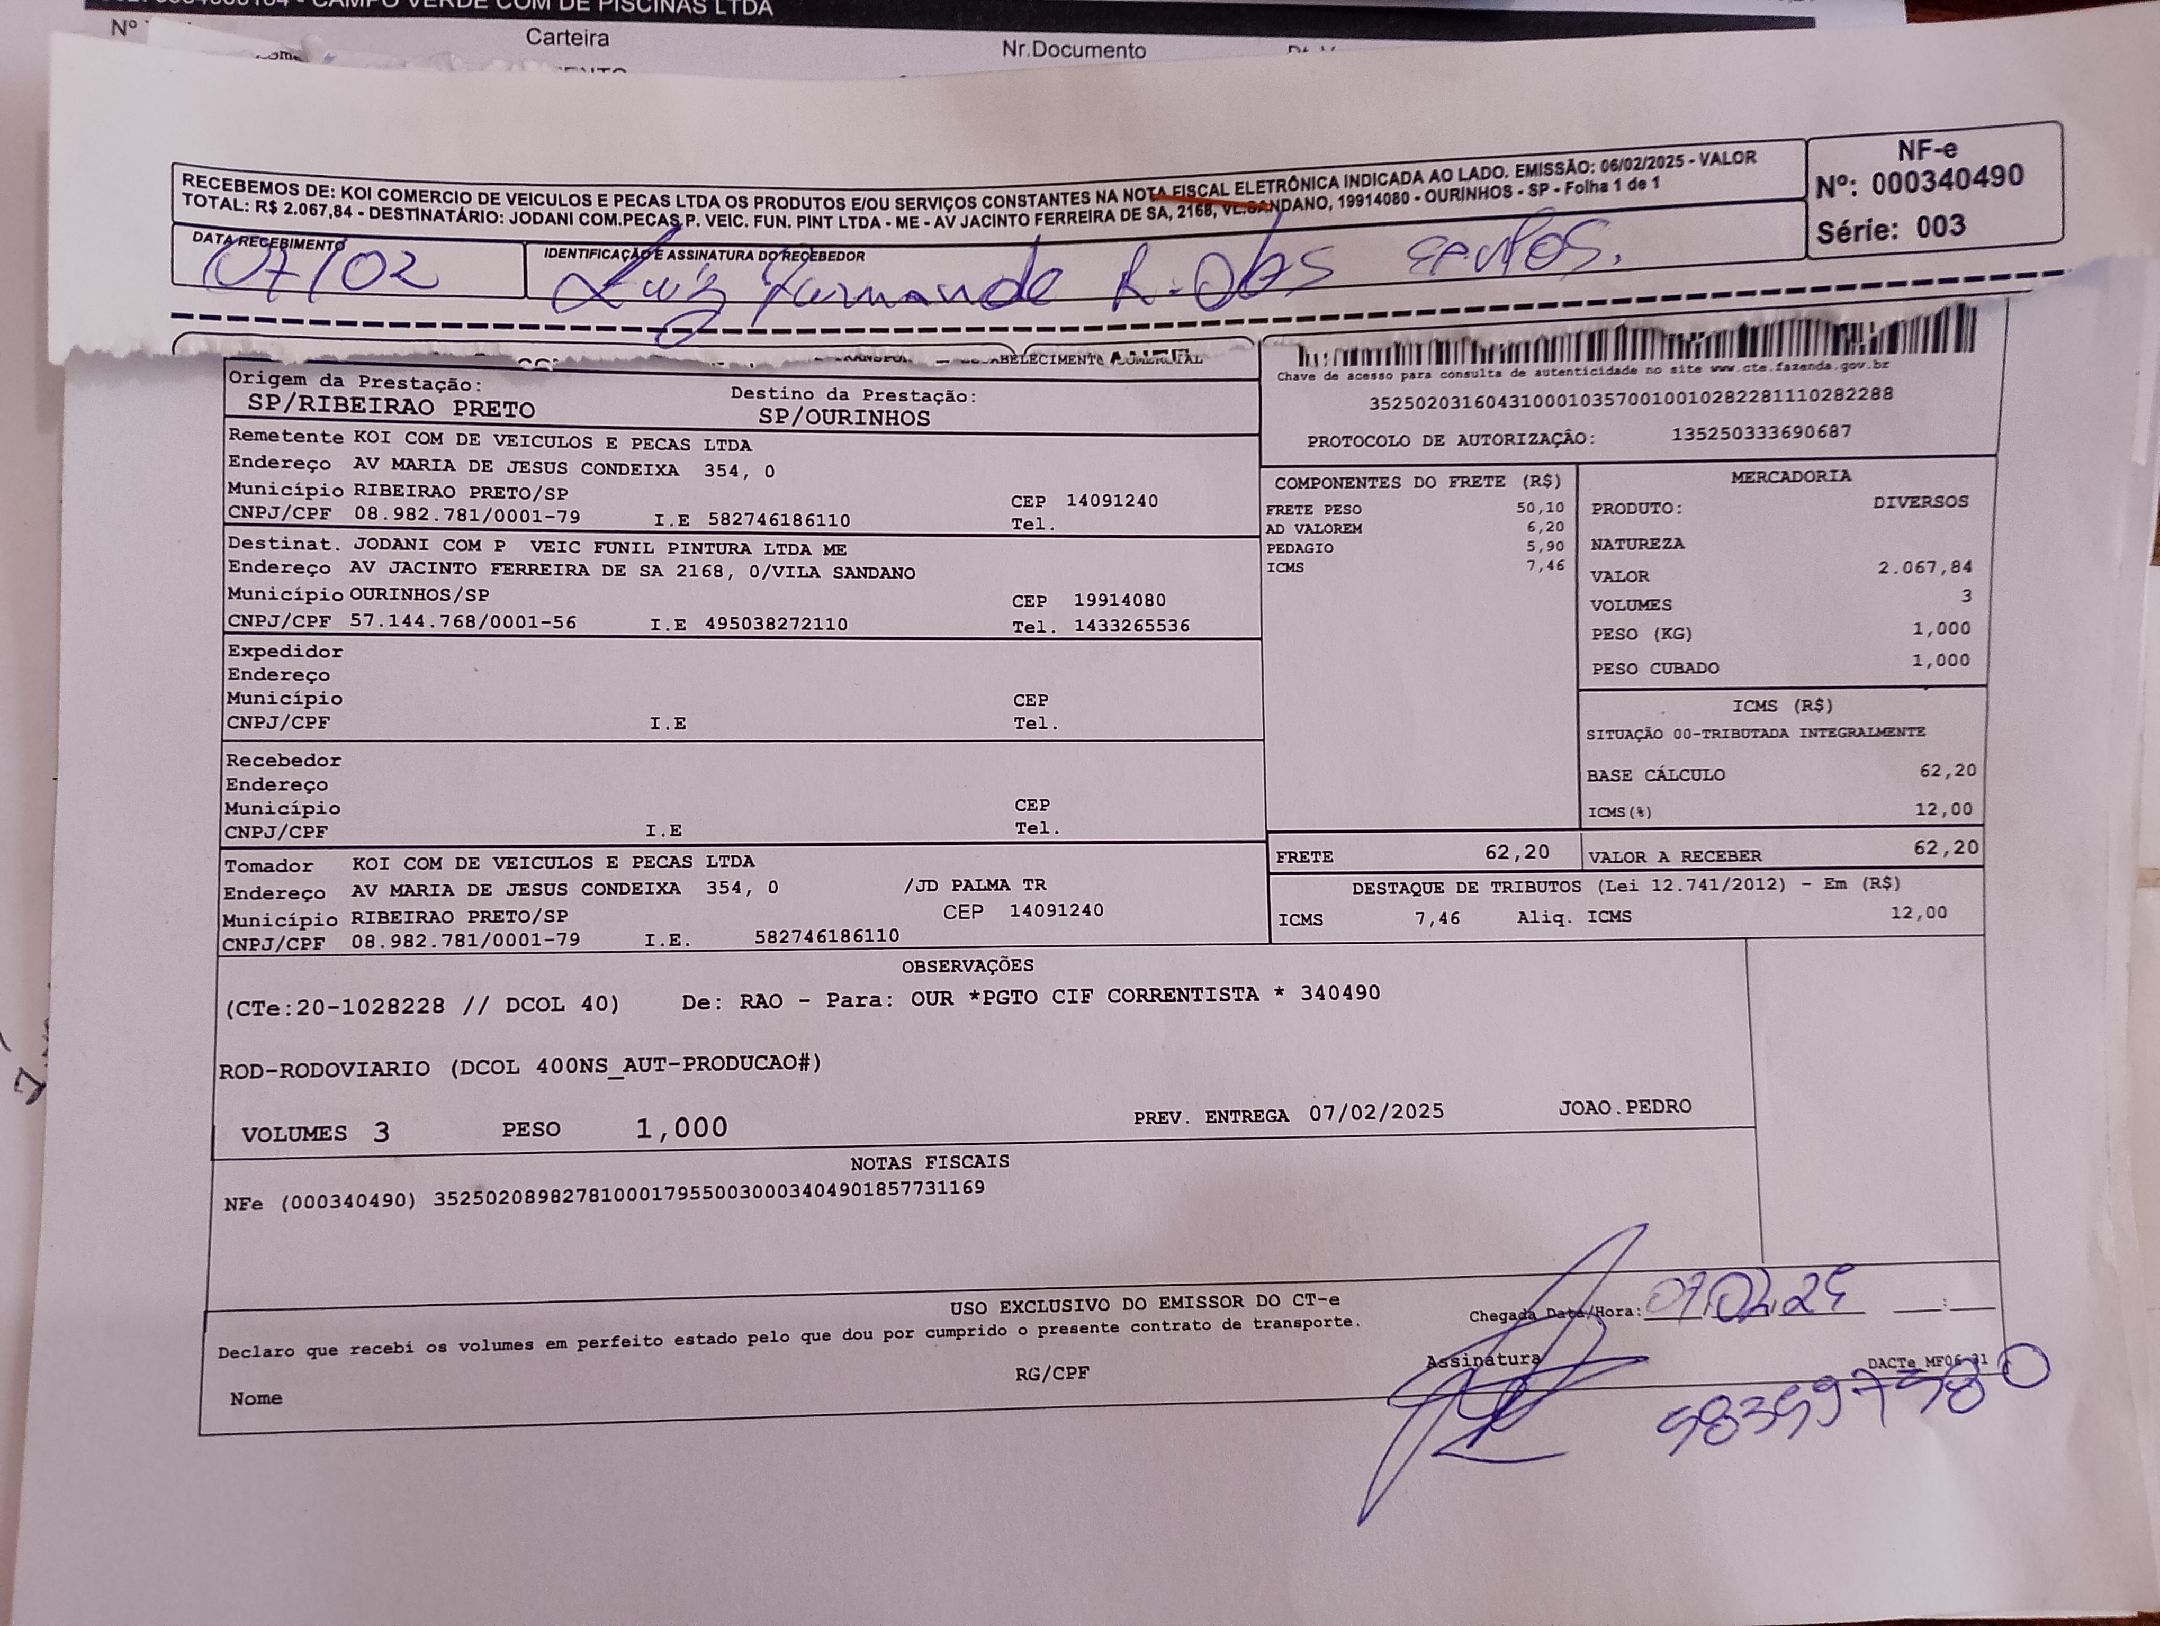 CAMPO VERDE COM DE PISCINAS LTDA
Nº
Carteira
Nr.Documento
RECEBEMOS DE: KOI COMERCIO DE VEICULOS E PECAS LTDA OS PRODUTOS E/OU SERVIÇOS CONSTANTES NA NOTA FISCAL ELETRÔNICA INDICADA AO LADO. EMISSÃO: 06/02/2025 - VALOR
TOTAL: R$ 2.067,84 - DESTINATÁRIO: JODANI COM.PECAS P. VEIC. FUN. PINT LTDA - ME - AV JACINTO FERREIRA DE SA, 2168, VL.SANDANO, 19914080 - OURINHOS - SP - Folha 1 de 1
NF-e
Nº: 000340490
Série: 003
DATA RECEBIMENTO
07/02
IDENTIFICAÇÃO E ASSINATURA DO RECEBEDOR
Luiz Fernando R. dos Santos.
Origem da Prestação:
SP/RIBEIRAO PRETO
Destino da Prestação:
SP/OURINHOS
Chave de acesso para consulta de autenticidade no site www.cte.fazenda.gov.br
35250203160431000103570010010282281110282288
PROTOCOLO DE AUTORIZAÇÂO: 135250333690687
Remetente KOI COM DE VEICULOS E PECAS LTDA
Endereço AV MARIA DE JESUS CONDEIXA 354, 0
Município RIBEIRAO PRETO/SP CEP 14091240
CNPJ/CPF 08.982.781/0001-79 I.E 582746186110 Tel.
Destinat. JODANI COM P VEIC FUNIL PINTURA LTDA ME
Endereço AV JACINTO FERREIRA DE SA 2168, 0/VILA SANDANO
Município OURINHOS/SP CEP 19914080
CNPJ/CPF 57.144.768/0001-56 I.E 495038272110 Tel. 1433265536
Expedidor
Endereço
Município CEP
CNPJ/CPF I.E Tel.
Recebedor
Endereço
Município CEP
CNPJ/CPF I.E Tel.
Tomador KOI COM DE VEICULOS E PECAS LTDA
Endereço AV MARIA DE JESUS CONDEIXA 354, 0 /JD PALMA TR
Município RIBEIRAO PRETO/SP CEP 14091240
CNPJ/CPF 08.982.781/0001-79 I.E. 582746186110
COMPONENTES DO FRETE (R$)
FRETE PESO 50,10
AD VALOREM 6,20
PEDAGIO 5,90
ICMS 7,46
MERCADORIA
PRODUTO: DIVERSOS
NATUREZA
VALOR 2.067,84
VOLUMES 3
PESO (KG) 1,000
PESO CUBADO 1,000
ICMS (R$)
SITUAÇÃO 00-TRIBUTADA INTEGRALMENTE
BASE CÁLCULO 62,20
ICMS(%) 12,00
FRETE 62,20 VALOR A RECEBER 62,20
DESTAQUE DE TRIBUTOS (Lei 12.741/2012) - Em (R$)
ICMS 7,46 Aliq. ICMS 12,00
OBSERVAÇÕES
(CTe:20-1028228 // DCOL 40) De: RAO - Para: OUR *PGTO CIF CORRENTISTA * 340490
ROD-RODOVIARIO (DCOL 400NS_AUT-PRODUCAO#)
VOLUMES 3 PESO 1,000 PREV. ENTREGA 07/02/2025 JOAO.PEDRO
NOTAS FISCAIS
NFe (000340490) 35250208982781000179550030003404901857731169
USO EXCLUSIVO DO EMISSOR DO CT-e
Declaro que recebi os volumes em perfeito estado pelo que dou por cumprido o presente contrato de transporte.
Chegada Data/Hora: 07.02.25 __:__
Nome
RG/CPF
Assinatura
DACTe_MF06_31